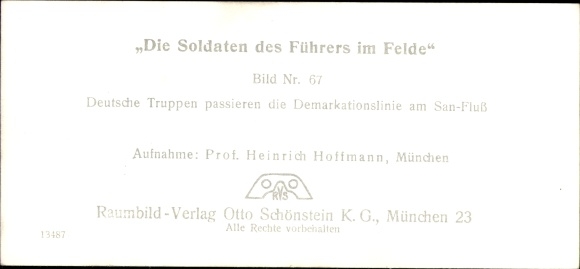 „Die Soldaten des Führers im Felde“
Bild Nr. 67
Deutsche Truppen passieren die Demarkationslinie am San-Fluß
Aufnahme: Prof. Heinrich Hoffmann, München
RVS
Raumbild-Verlag Otto Schönstein K. G., München 23
Alle Rechte vorbehalten
13487